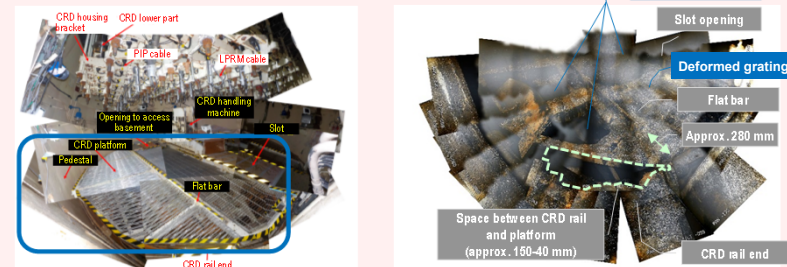 CRD housing
bracket
CRD lower part
PIP cable
LPRM cable
CRD handling
machine
Opening to access
basement
Slot
CRD platform
Pedestal
Flat bar
CRD rail end
Slot opening
Deformed grating
Flat bar
Approx. 280 mm
Space between CRD rail
and platform
(approx. 150-40 mm)
CRD rail end